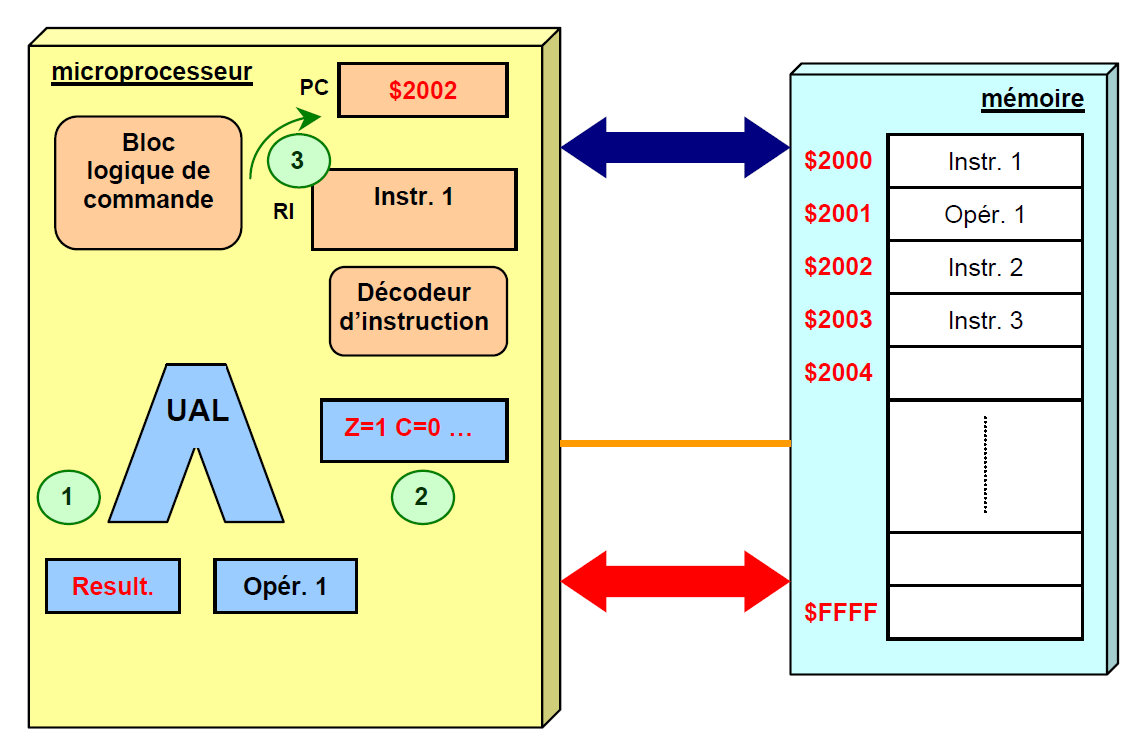 microprocesseur
PC
$2002
Bloc
logique de
commande
3
RI
Instr. 1
Décodeur
d’instruction
UAL
Z=1 C=0 …
1
2
Result.
Opér. 1
mémoire
$2000
Instr. 1
$2001
Opér. 1
$2002
Instr. 2
$2003
Instr. 3
$2004
$FFFF